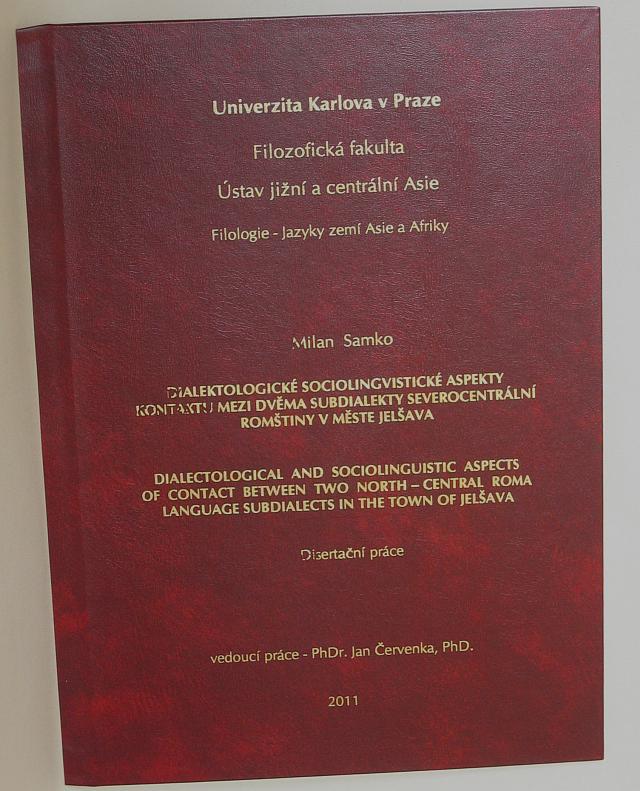 Univerzita Karlova v Praze
Filozofická fakulta
Ústav jižní a centrální Asie
Filologie - Jazyky zemí Asie a Afriky
Milan Samko
DIALEKTOLOGICKÉ SOCIOLINGVISTICKÉ ASPEKTY
KONTAKTU MEZI DVĚMA SUBDIALEKTY SEVEROCENTRÁLNÍ
ROMŠTINY V MĚSTE JELŠAVA
DIALECTOLOGICAL AND SOCIOLINGUISTIC ASPECTS
OF CONTACT BETWEEN TWO NORTH – CENTRAL ROMA
LANGUAGE SUBDIALECTS IN THE TOWN OF JELŠAVA
Disertační práce
vedoucí práce - PhDr. Jan Červenka, PhD.
2011